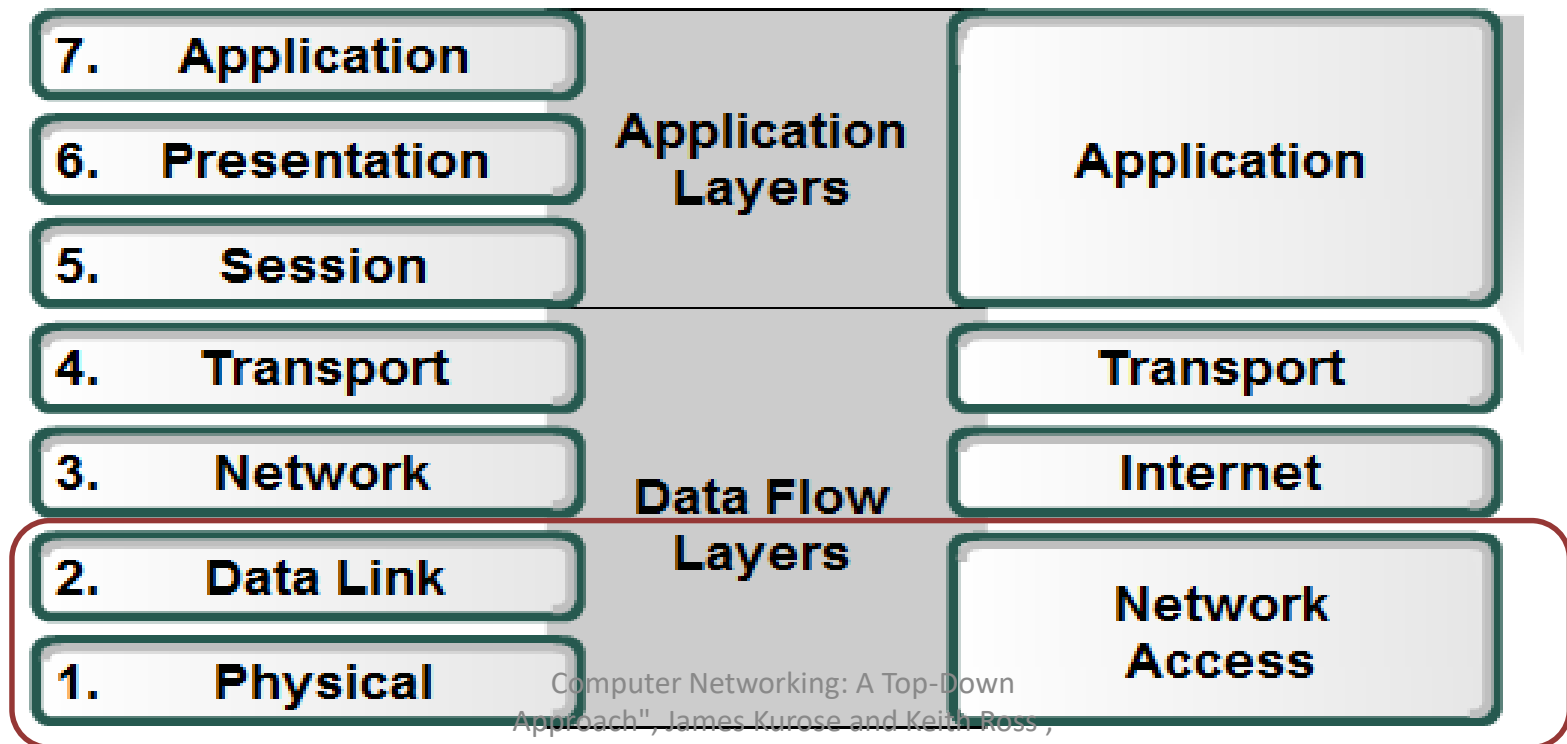 7. Application
6. Presentation
5. Session
4. Transport
3. Network
2. Data Link
1. Physical
Application
Layers
Data Flow
Layers
Application
Transport
Internet
Network
Access
Computer Networking: A Top-Down
Approach", James Kurose and Keith Ross ,